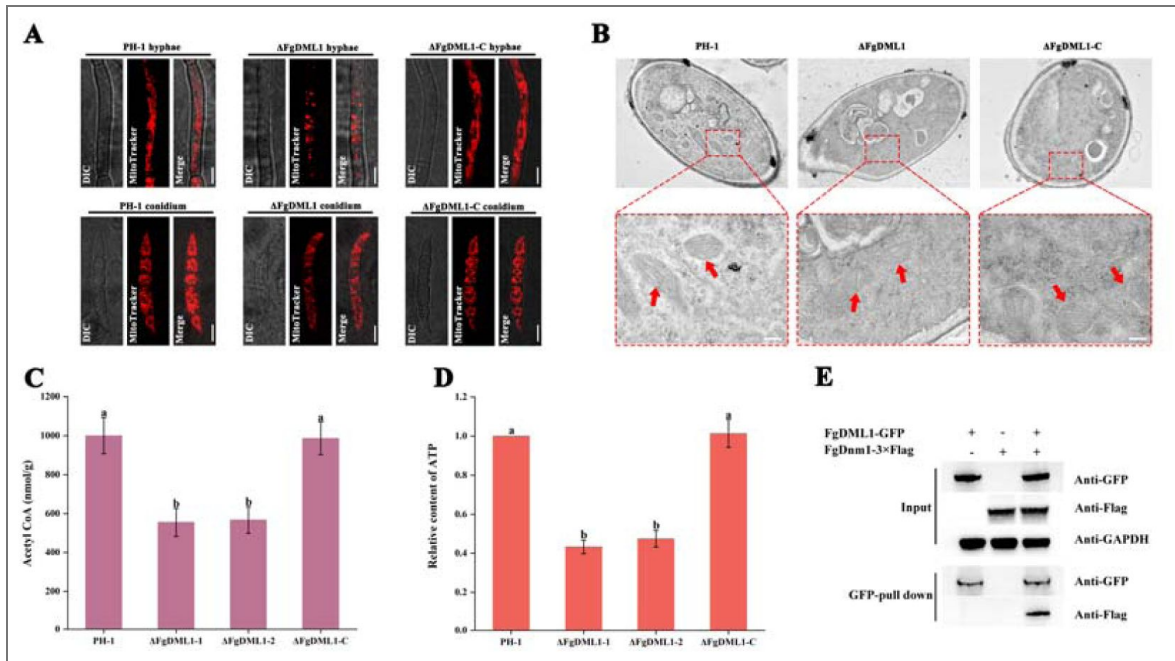 A
PH-1 hyphae
ΔFgDML1 hyphae
ΔFgDML1-C hyphae
DIC
MitoTracker
Merge
DIC
MitoTracker
Merge
DIC
MitoTracker
Merge
PH-1 conidium
ΔFgDML1 conidium
ΔFgDML1-C conidium
DIC
MitoTracker
Merge
DIC
MitoTracker
Merge
DIC
MitoTracker
Merge
B
PH-1
ΔFgDML1
ΔFgDML1-C
C
Acetyl CoA (nmol/g)
1200
1000
800
600
400
200
0
a
b
b
a
PH-1
ΔFgDML1-1
ΔFgDML1-2
ΔFgDML1-C
D
Relative content of ATP
1.2
1.0
0.8
0.6
0.4
0.2
0.0
a
b
b
a
PH-1
ΔFgDML1-1
ΔFgDML1-2
ΔFgDML1-C
E
FgDML1-GFP + - +
FgDnm1-3×Flag - + +
Input
Anti-GFP
Anti-Flag
Anti-GAPDH
GFP-pull down
Anti-GFP
Anti-Flag